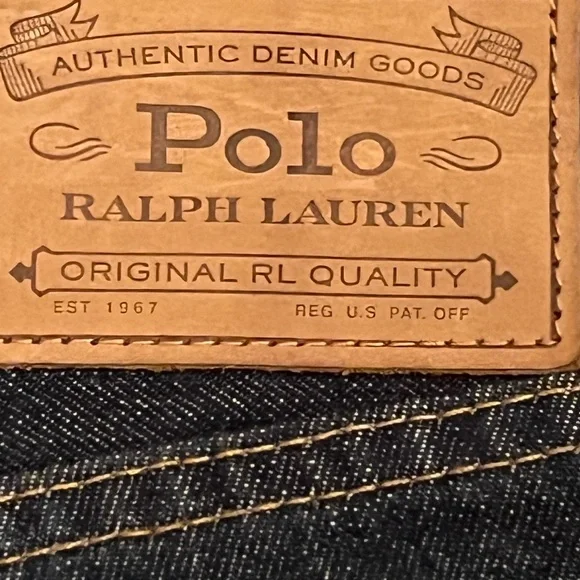 AUTHENTIC DENIM GOODS
Polo
RALPH LAUREN
ORIGINAL RL QUALITY
EST 1967 REG U.S PAT. OFF